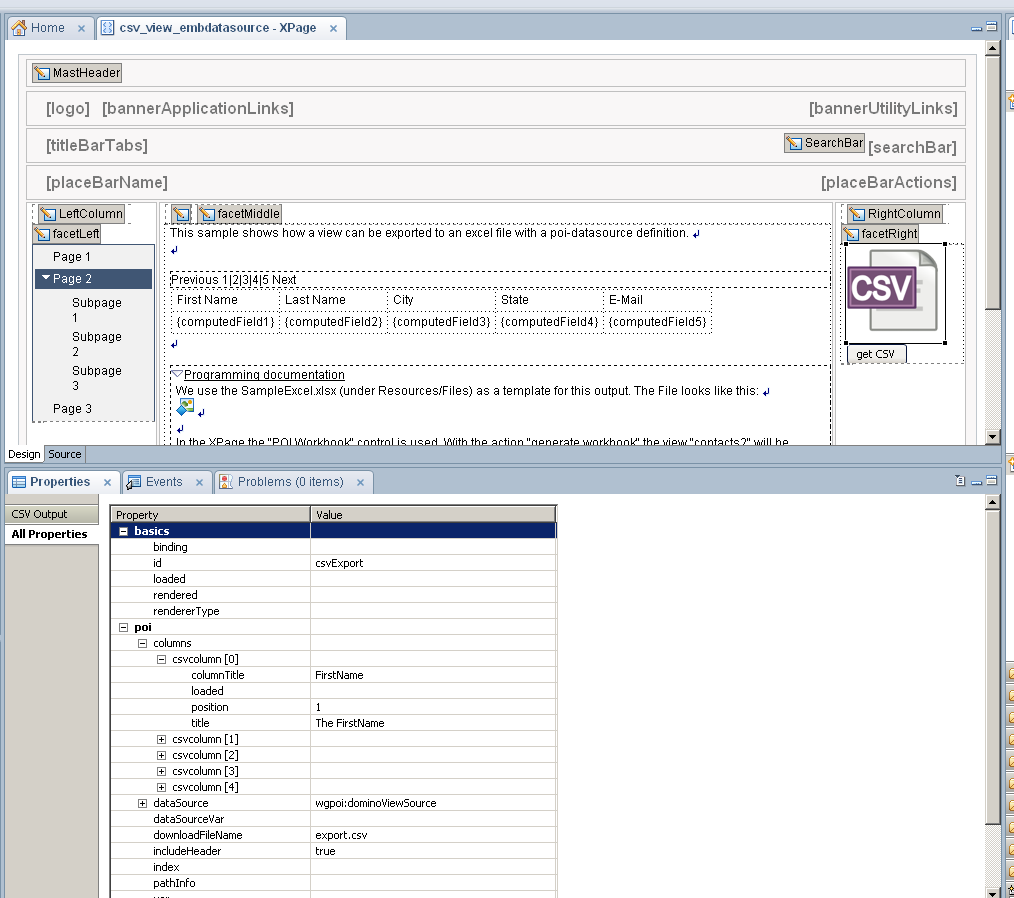 Home
csv_view_embdatasource - XPage
MastHeader
[logo] [bannerApplicationLinks] [bannerUtilityLinks]
[titleBarTabs] SearchBar [searchBar]
[placeBarName] [placeBarActions]
LeftColumn
facetLeft
Page 1
Page 2
Subpage
1
Subpage
2
Subpage
3
Page 3
facetMiddle
This sample shows how a view can be exported to an excel file with a poi-datasource definition.
Previous 1|2|3|4|5 Next
First Name Last Name City State E-Mail
{computedField1} {computedField2} {computedField3} {computedField4} {computedField5}
Programming documentation
We use the SampleExcel.xlsx (under Resources/Files) as a template for this output. The File looks like this:
In the XPage the "POI Workbook" control is used. With the action "generate workbook" the view "contacts2" will be
RightColumn
facetRight
CSV
get CSV
Design Source
Properties Events Problems (0 items)
CSV Output
All Properties
Property Value
basics
binding
id csvExport
loaded
rendered
rendererType
poi
columns
csvcolumn [0]
columnTitle FirstName
loaded
position 1
title The FirstName
csvcolumn [1]
csvcolumn [2]
csvcolumn [3]
csvcolumn [4]
dataSource wgpoi:dominoViewSource
dataSourceVar
downloadFileName export.csv
includeHeader true
index
pathInfo